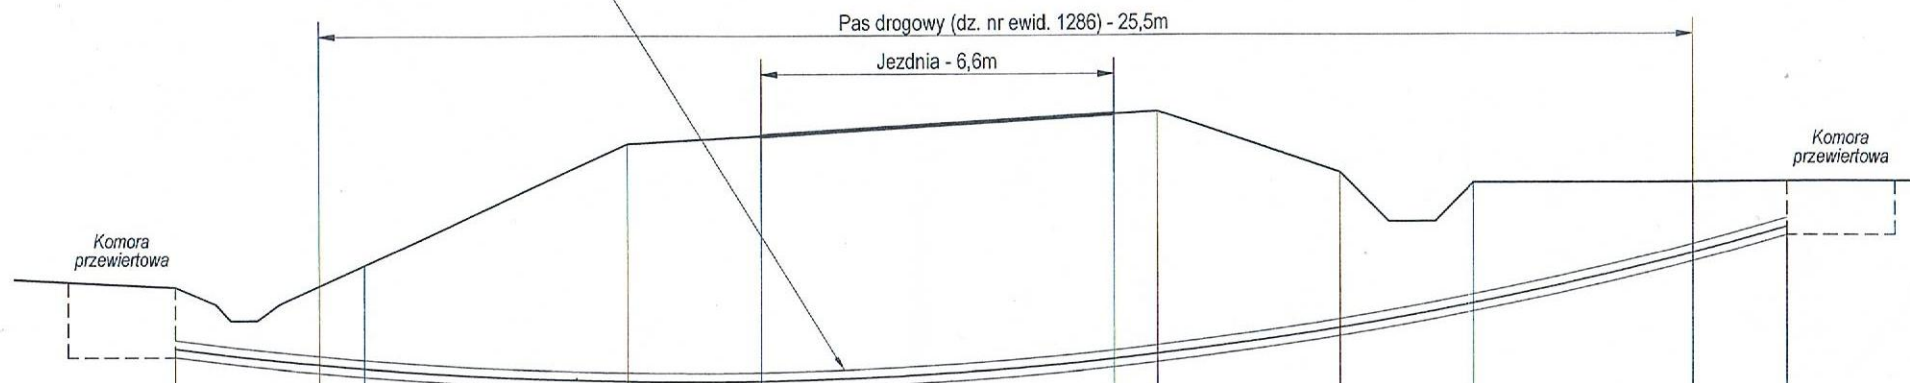 Pas drogowy (dz. nr ewid. 1286) - 25,5m
Jezdnia - 6,6m
Komora
przewiertowa
Komora
przewiertowa